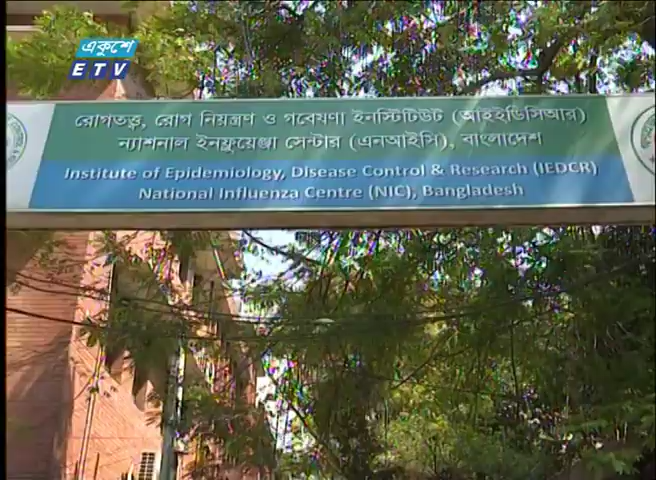 একুশে
ETV
রোগতত্ত্ব, রোগ নিয়ন্ত্রণ ও গবেষণা ইনস্টিটিউট (আইইডিসিআর)
ন্যাশনাল ইনফ্লুয়েঞ্জা সেন্টার (এনআইসি), বাংলাদেশ
Institute of Epidemiology, Disease Control & Research (IEDCR)
National Influenza Centre (NIC), Bangladesh